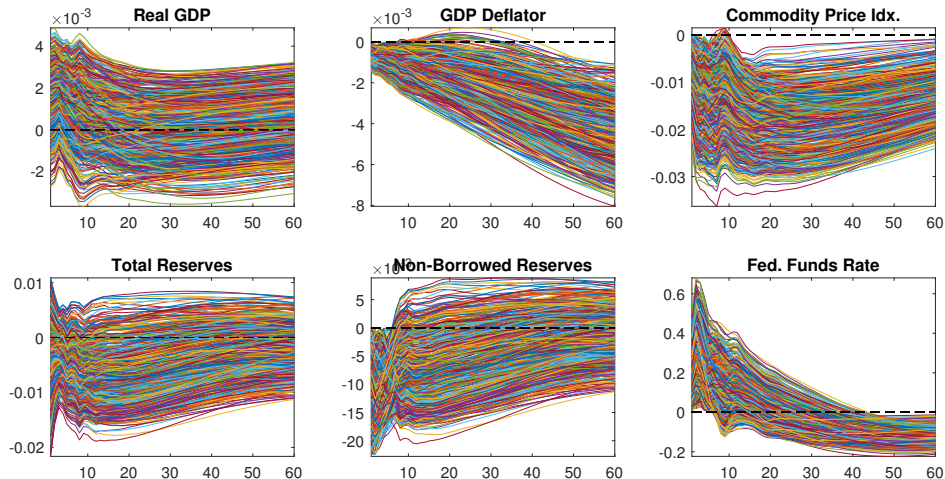 Real GDP
×10⁻³
4
2
0
-2
10 20 30 40 50 60
GDP Deflator
×10⁻³
0
-2
-4
-6
-8
10 20 30 40 50 60
Commodity Price Idx.
0
-0.01
-0.02
-0.03
10 20 30 40 50 60
Total Reserves
0.01
0
-0.01
-0.02
10 20 30 40 50 60
Non-Borrowed Reserves
5
0
-5
-10
-15
-20
10 20 30 40 50 60
Fed. Funds Rate
0.6
0.4
0.2
0
-0.2
10 20 30 40 50 60